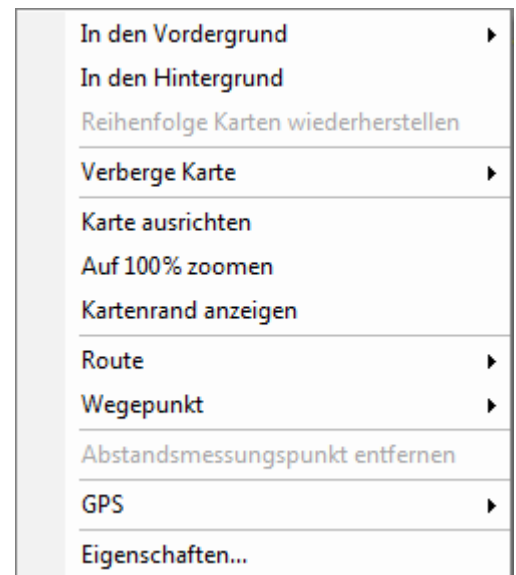 In den Vordergrund
In den Hintergrund
Reihenfolge Karten wiederherstellen
Verberge Karte
Karte ausrichten
Auf 100% zoomen
Kartenrand anzeigen
Route
Wegepunkt
Abstandsmessungspunkt entfernen
GPS
Eigenschaften...